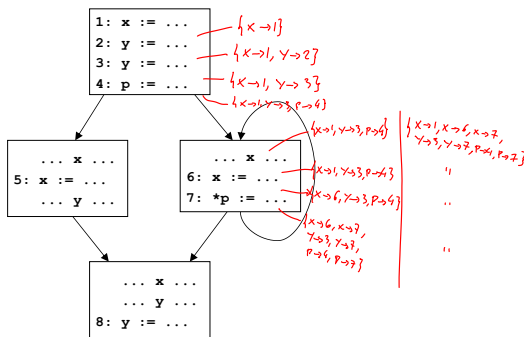 1: x := ...
{x→1}
2: y := ...
{x→1, y→2}
3: y := ...
{x→1, y→3}
4: p := ...
{x→1, y→3, p→4}
... x ...
5: x := ...
... y ...
{x→1, y→3, p→4}
... x ...
{x→1, y→3, p→4}
6: x := ...
{x→6, y→3, p→4}
7: *p := ...
{x→6, x→7,
y→3, y→7,
p→4, p→7}
{x→1, x→6, x→7,
y→3, y→7, p→4, p→7}
"
"
"
... x ...
... y ...
8: y := ...